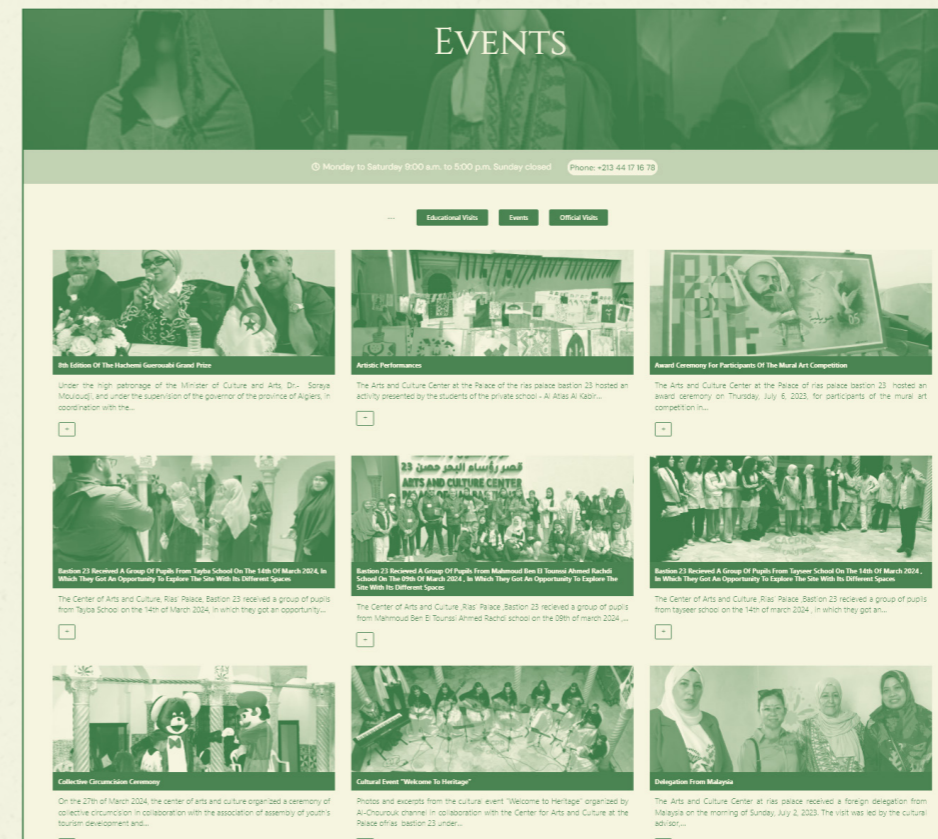 EVENTS
Monday to Saturday 9:00 a.m. to 5:00 p.m. Sunday closed
Phone: +213 44 17 16 78
Educational Visits
Events
Official Visits
8th Edition Of The Hachemi Guerouabi Grand Prize
Under the high patronage of the Minister of Culture and Arts, Dr.- Soraya
Mouloudji, and under the supervision of the governor of the province of Algiers, in
coordination with the...
Artistic Performances
The Arts and Culture Center at the Palace of the rias palace bastion 23 hosted an
activity presented by the students of the private school - Al Atlas Al Kabir...
Award Ceremony For Participants Of The Mural Art Competition
The Arts and Culture Center at the Palace of rias palace bastion 23 hosted an
award ceremony on Thursday, July 6, 2023, for participants of the mural art
competition in...
Bastion 23 Received A Group Of Pupils From Tayba School On The 14th Of March 2024, In
Which They Got An Opportunity To Explore The Site With Its Different Spaces
The Center of Arts and Culture, Rias' Palace, Bastion 23 received a group of pupils
from Tayba School on the 14th of March 2024, in which they got an opportunity...
قصر رؤساء البحر حصن 23
ARTS AND CULTURE CENTER
Bastion 23 Recieved A Group Of Pupils From Mahmoud Ben El Tounssi Ahmed Rachdi
School On The 09th Of March 2024 , In Which They Got An Opportunity To Explore The
Site With Its Different Spaces
The Center of Arts and Culture ,Rias' Palace ,Bastion 23 recieved a group of pupils
from Mahmoud Ben El Tounssi Ahmed Rachdi school on the 09th of march 2024 ,...
Bastion 23 Recieved A Group Of Pupils From Tayseer School On The 14th Of March 2024 ,
In Which They Got An Opportunity To Explore The Site With Its Different Spaces
The Center of Arts and Culture ,Rias' Palace ,Bastion 23 recieved a group of pupils
from tayseer school on the 14th of march 2024 , in which they got an...
Collective Circumcision Ceremony
On the 27th of March 2024, the center of arts and culture organized a ceremony of
collective circumcision in collaboration with the association of assembly of youth's
tourism development and...
Cultural Event "Welcome To Heritage"
Photos and excerpts from the cultural event "Welcome to Heritage" organized by
Al-Chourouk channel in collaboration with the Center for Arts and Culture at the
Palace ofrias bastion 23 under...
Delegation From Malaysia
The Arts and Culture Center at rias palace received a foreign delegation from
Malaysia on the morning of Sunday, July 2, 2023. The visit was led by the cultural
advisor,...